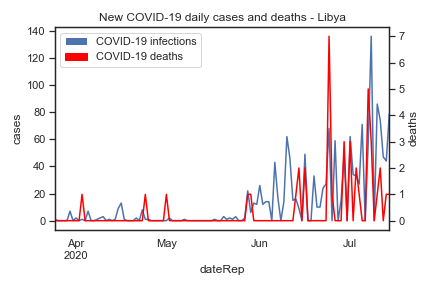 New COVID-19 daily cases and deaths - Libya
COVID-19 infections
COVID-19 deaths
140
120
100
80
60
40
20
0
cases
7
6
5
4
3
2
1
0
deaths
Apr
2020
May
Jun
Jul
dateRep